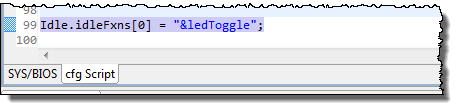 98
99 Idle.idleFxns[0] = "&ledToggle";
100
SYS/BIOS cfg Script